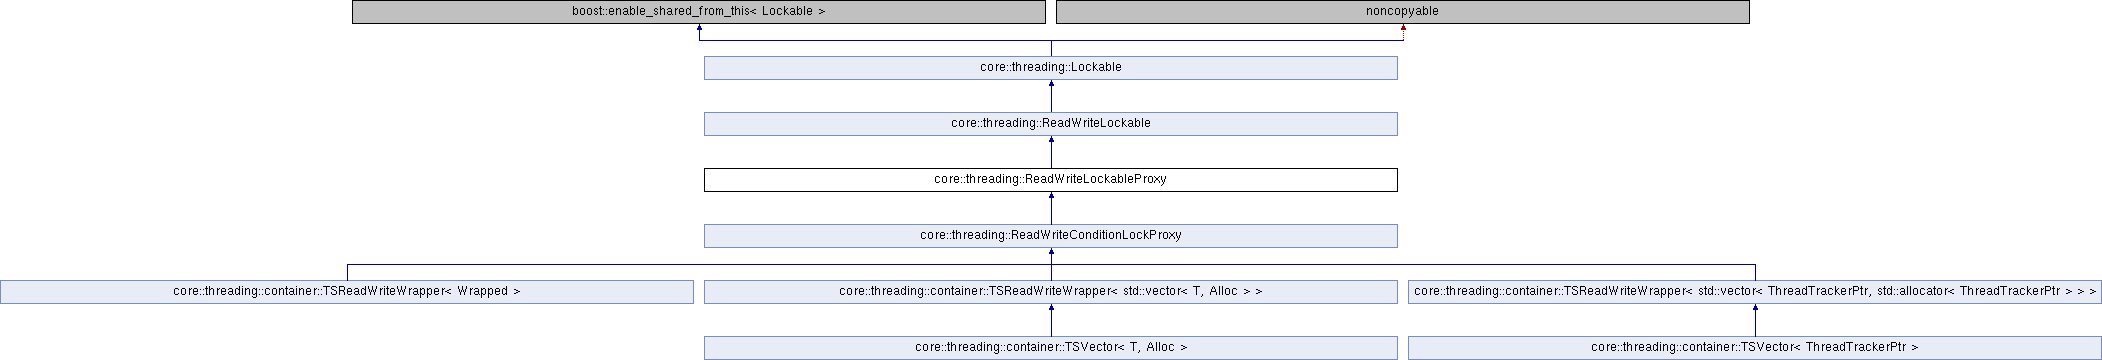 boost::enable_shared_from_this< Lockable >
noncopyable
core::threading::Lockable
core::threading::ReadWriteLockable
core::threading::ReadWriteLockableProxy
core::threading::ReadWriteConditionLockProxy
core::threading::container::TSReadWriteWrapper< Wrapped >
core::threading::container::TSReadWriteWrapper< std::vector< T, Alloc > >
core::threading::container::TSReadWriteWrapper< std::vector< ThreadTrackerPtr, std::allocator< ThreadTrackerPtr > > >
core::threading::container::TSVector< T, Alloc >
core::threading::container::TSVector< ThreadTrackerPtr >